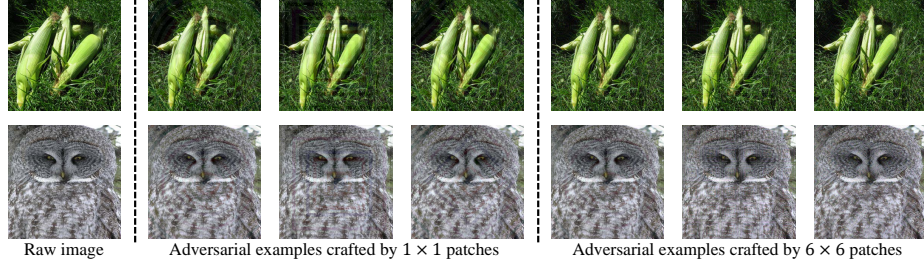 Raw image
Adversarial examples crafted by 1 × 1 patches
Adversarial examples crafted by 6 × 6 patches